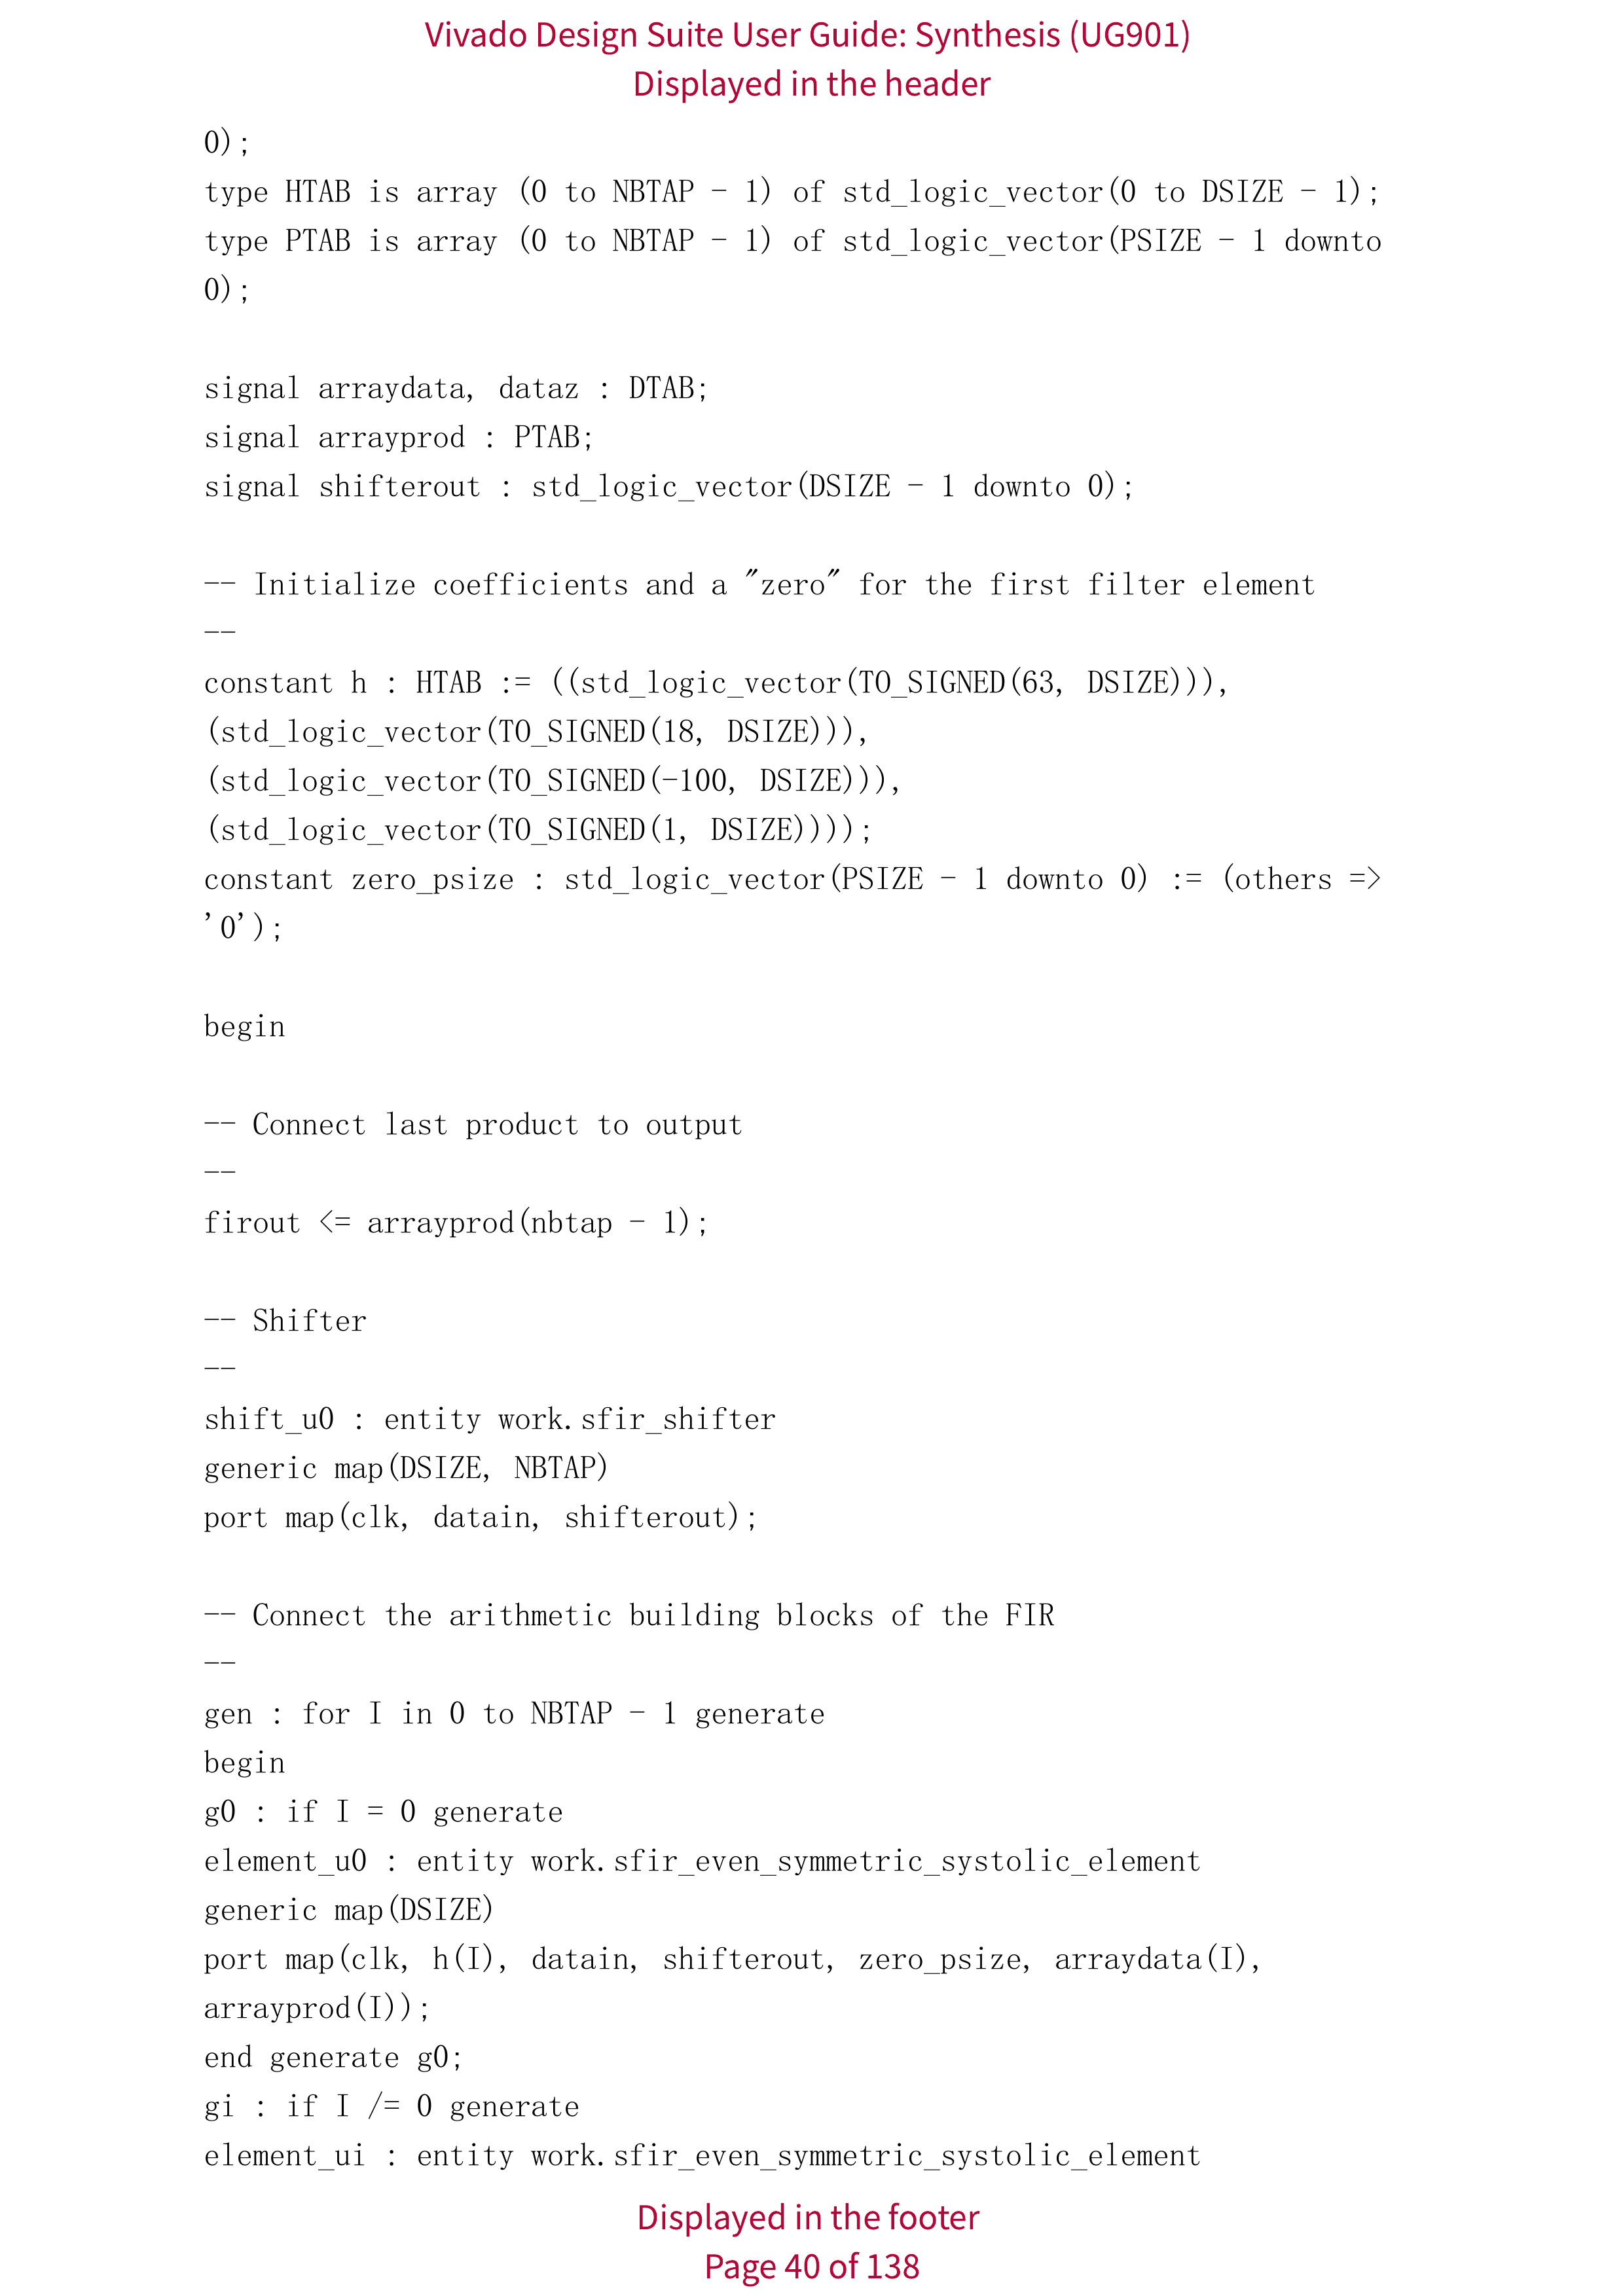 Vivado Design Suite User Guide: Synthesis (UG901)
Displayed in the header
0);
type HTAB is array (0 to NBTAP - 1) of std_logic_vector(0 to DSIZE - 1);
type PTAB is array (0 to NBTAP - 1) of std_logic_vector(PSIZE - 1 downto
0);
signal arraydata, dataz : DTAB;
signal arrayprod : PTAB;
signal shifterout : std_logic_vector(DSIZE - 1 downto 0);
-- Initialize coefficients and a "zero" for the first filter element
--
constant h : HTAB := ((std_logic_vector(TO_SIGNED(63, DSIZE))),
(std_logic_vector(TO_SIGNED(18, DSIZE))),
(std_logic_vector(TO_SIGNED(-100, DSIZE))),
(std_logic_vector(TO_SIGNED(1, DSIZE))));
constant zero_psize : std_logic_vector(PSIZE - 1 downto 0) := (others =>
'0');
begin
-- Connect last product to output
--
firout <= arrayprod(nbtap - 1);
-- Shifter
--
shift_u0 : entity work.sfir_shifter
generic map(DSIZE, NBTAP)
port map(clk, datain, shifterout);
-- Connect the arithmetic building blocks of the FIR
--
gen : for I in 0 to NBTAP - 1 generate
begin
g0 : if I = 0 generate
element_u0 : entity work.sfir_even_symmetric_systolic_element
generic map(DSIZE)
port map(clk, h(I), datain, shifterout, zero_psize, arraydata(I),
arrayprod(I));
end generate g0;
gi : if I /= 0 generate
element_ui : entity work.sfir_even_symmetric_systolic_element
Displayed in the footer
Page 40 of 138